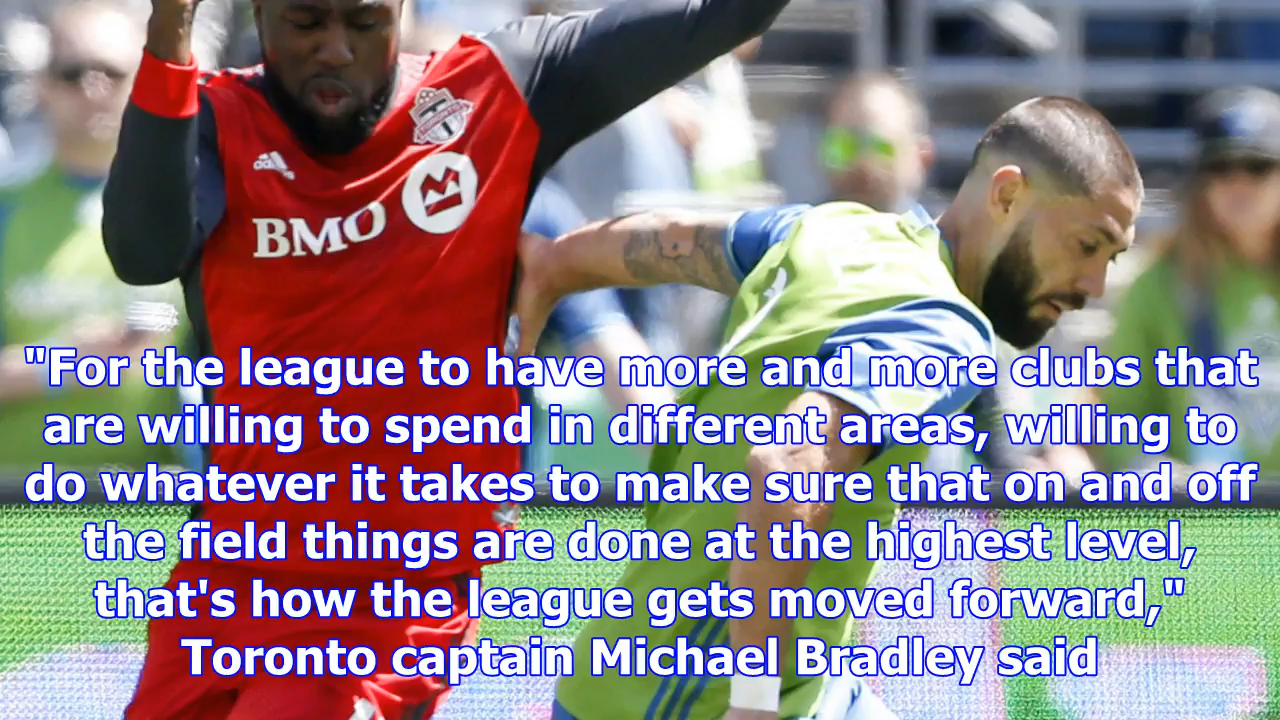 BMO
"For the league to have more and more clubs that
are willing to spend in different areas, willing to
do whatever it takes to make sure that on and off
the field things are done at the highest level,
that's how the league gets moved forward,"
Toronto captain Michael Bradley said